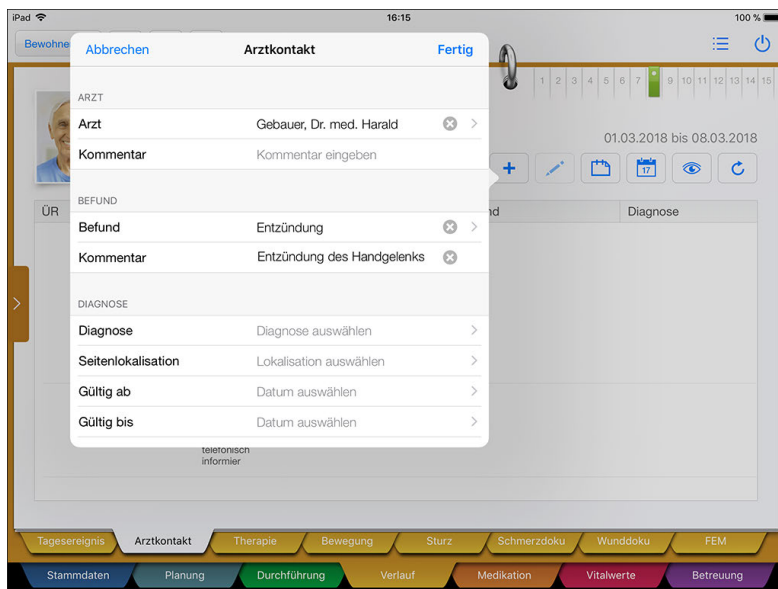 iPad 16:15 100 %
Bewohne
Abbrechen Arztkontakt Fertig
1 2 3 4 5 6 7 9 10 11 12 13 14 15
ARZT
Arzt Gebauer, Dr. med. Harald
01.03.2018 bis 08.03.2018
Kommentar Kommentar eingeben
17
BEFUND
ÜR nd Diagnose
Befund Entzündung
Kommentar Entzündung des Handgelenks
DIAGNOSE
Diagnose Diagnose auswählen
Seitenlokalisation Lokalisation auswählen
Gültig ab Datum auswählen
Gültig bis Datum auswählen
telefonisch
informier
Tagesereignis Arztkontakt Therapie Bewegung Sturz Schmerzdoku Wunddoku FEM
Stammdaten Planung Durchführung Verlauf Medikation Vitalwerte Betreuung